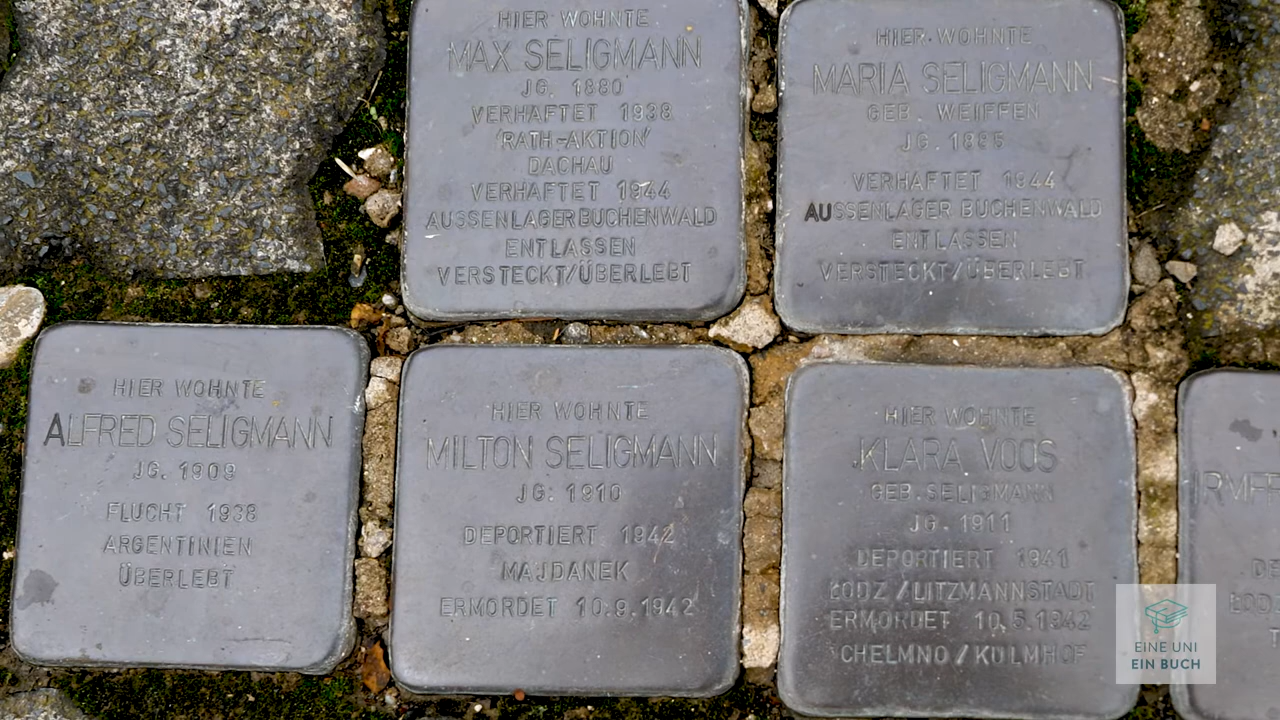 HIER WOHNTE
MAX SELIGMANN
JG. 1880
VERHAFTET 1938
'RATH-AKTION'
DACHAU
VERHAFTET 1944
AUSSENLAGER BUCHENWALD
ENTLASSEN
VERSTECKT/ÜBERLEBT
HIER WOHNTE
MARIA SELIGMANN
GEB. WEIFFEN
JG. 1885
VERHAFTET 1944
AUSSENLAGER BUCHENWALD
ENTLASSEN
VERSTECKT/ÜBERLEBT
HIER WOHNTE
ALFRED SELIGMANN
JG. 1909
FLUCHT 1938
ARGENTINIEN
ÜBERLEBT
HIER WOHNTE
MILTON SELIGMANN
JG. 1910
DEPORTIERT 1942
MAJDANEK
ERMORDET 10.9.1942
HIER WOHNTE
KLARA VOOS
GEB. SELIGMANN
JG. 1911
DEPORTIERT 1941
ŁODZ / LITZMANNSTADT
ERMORDET 10.5.1942
CHELMNO / KULMHOF
EINE UNI
EIN BUCH